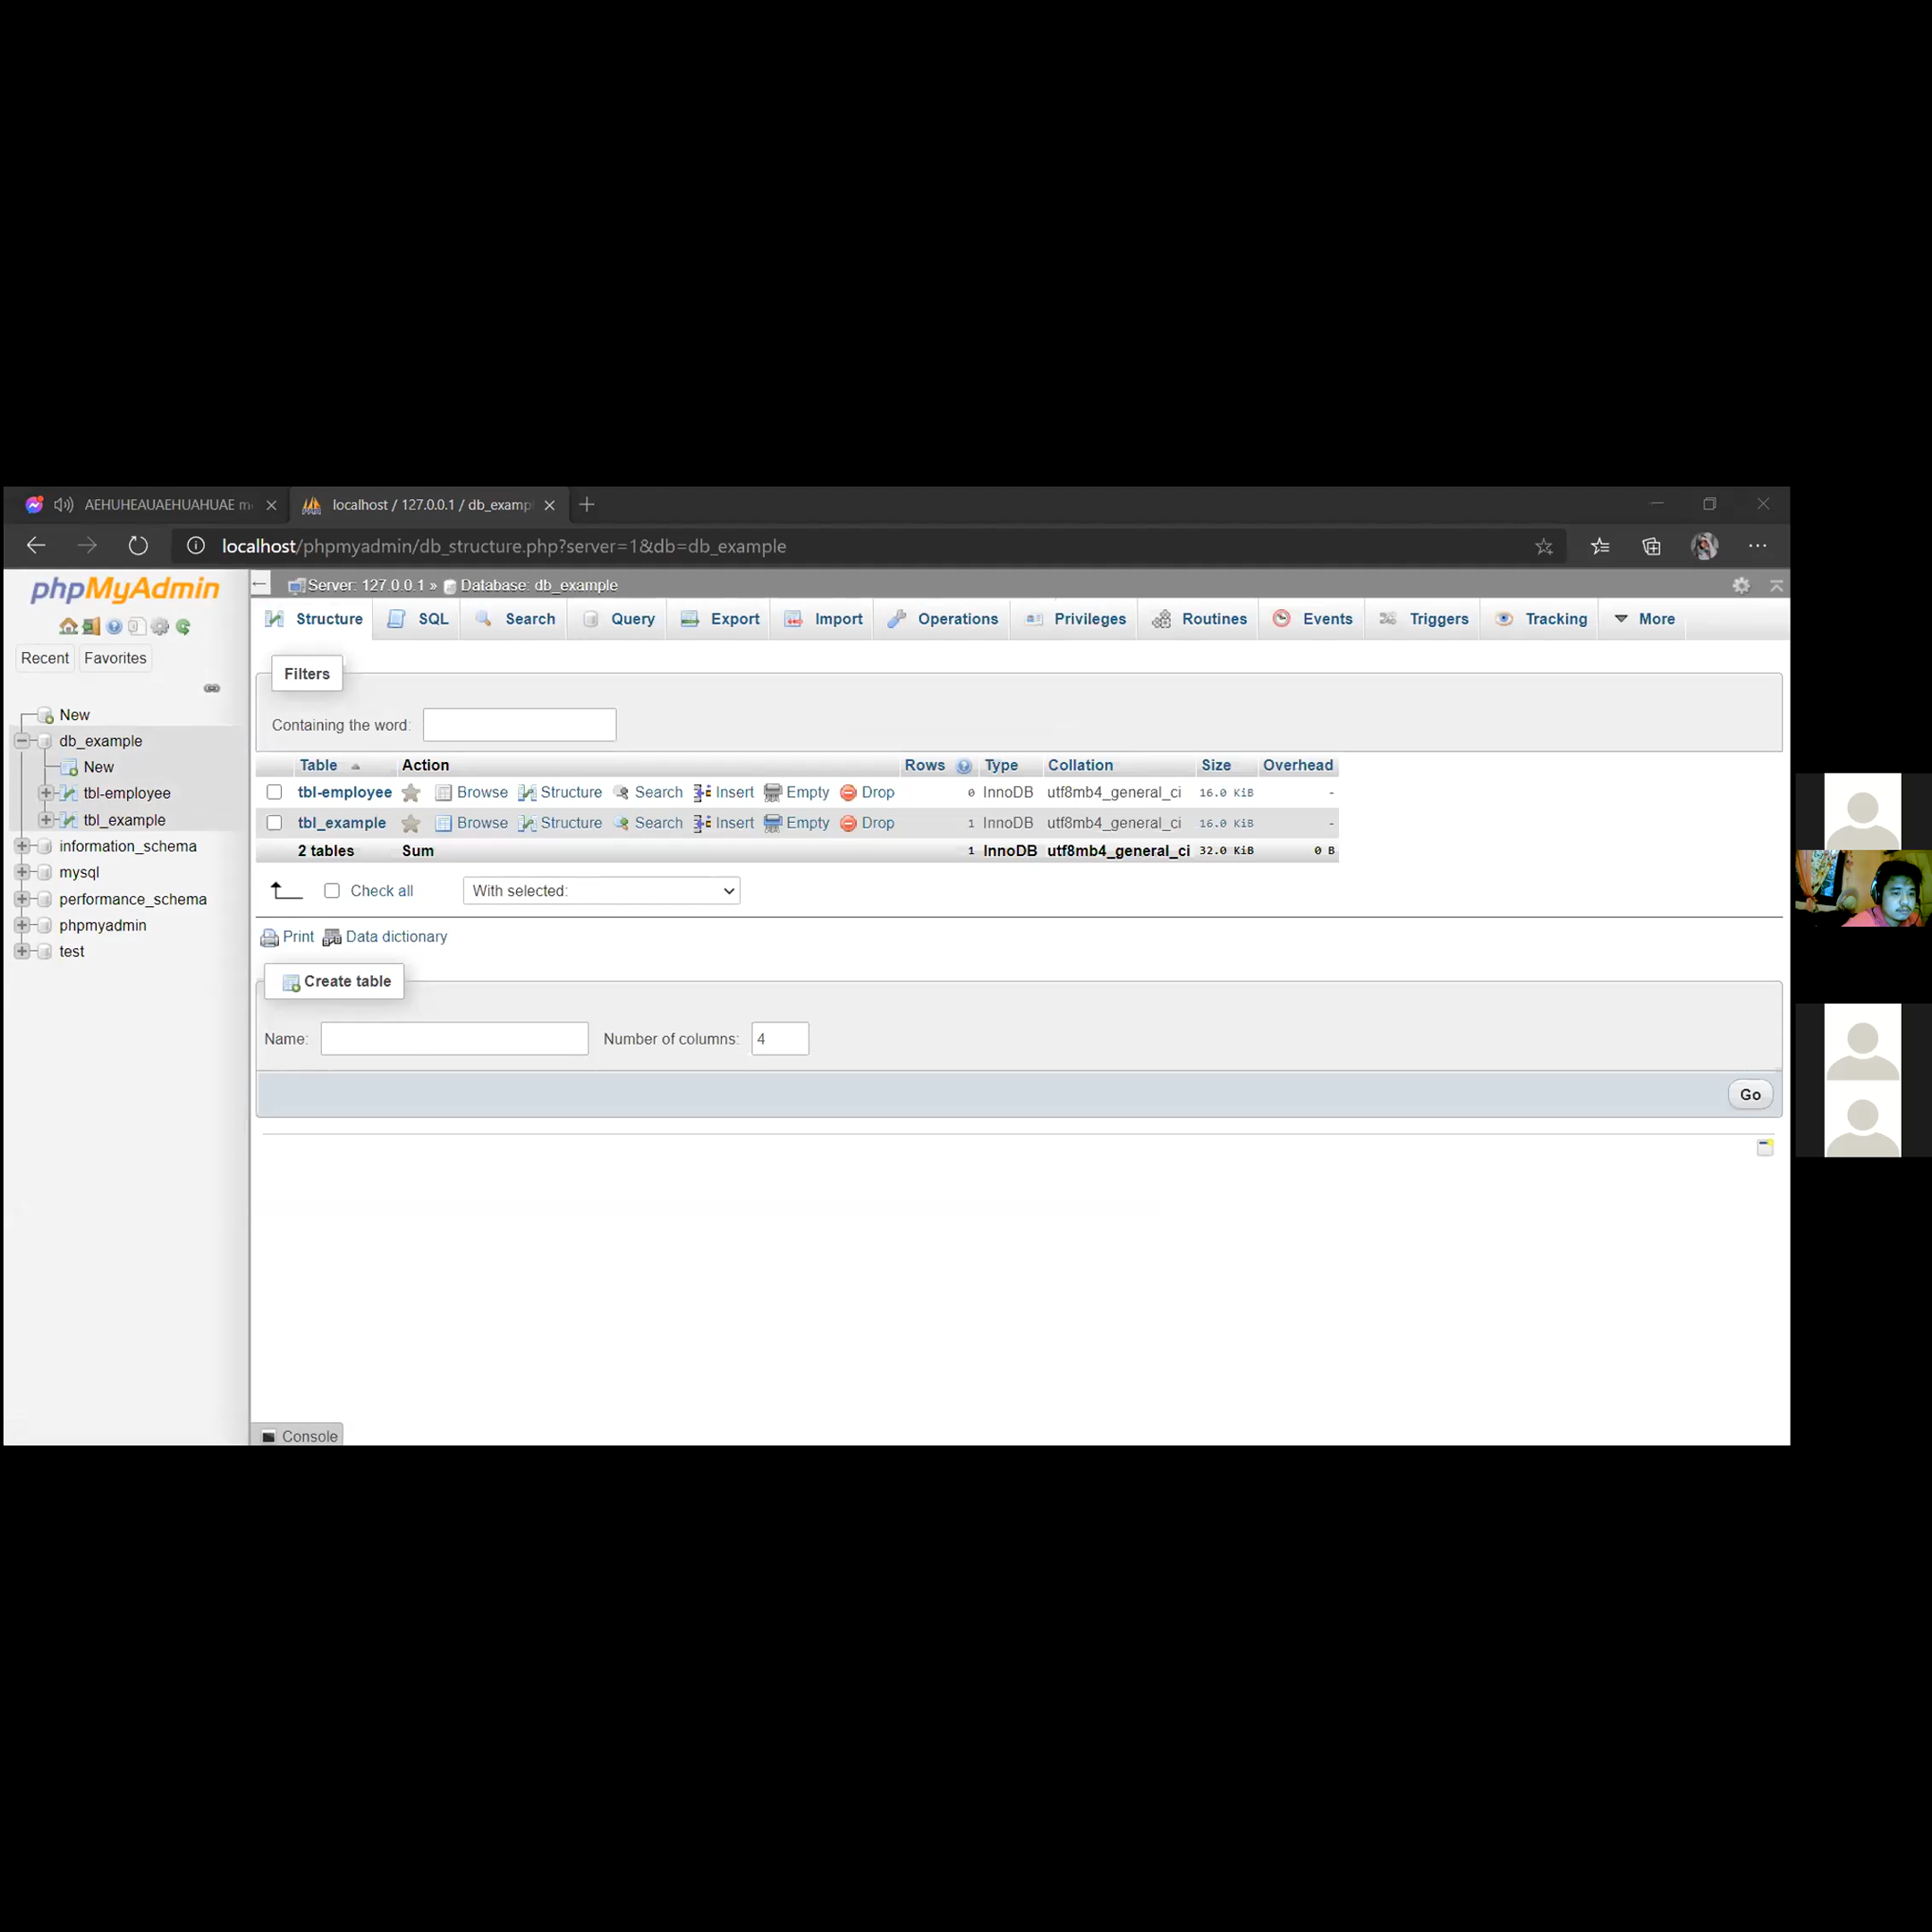 AEHUHEAUAEHUAHUAE m
localhost / 127.0.0.1 / db_examp
localhost/phpmyadmin/db_structure.php?server=1&db=db_example
phpMyAdmin
Recent Favorites
New
db_example
New
tbl-employee
tbl_example
information_schema
mysql
performance_schema
phpmyadmin
test
Server: 127.0.0.1 » Database: db_example
Structure SQL Search Query Export Import Operations Privileges Routines Events Triggers Tracking More
Filters
Containing the word:
Table Action Rows Type Collation Size Overhead
tbl-employee Browse Structure Search Insert Empty Drop 0 InnoDB utf8mb4_general_ci 16.0 KiB -
tbl_example Browse Structure Search Insert Empty Drop 1 InnoDB utf8mb4_general_ci 16.0 KiB -
2 tables Sum 1 InnoDB utf8mb4_general_ci 32.0 KiB 0 B
Check all With selected:
Print Data dictionary
Create table
Name: Number of columns: 4
Go
Console